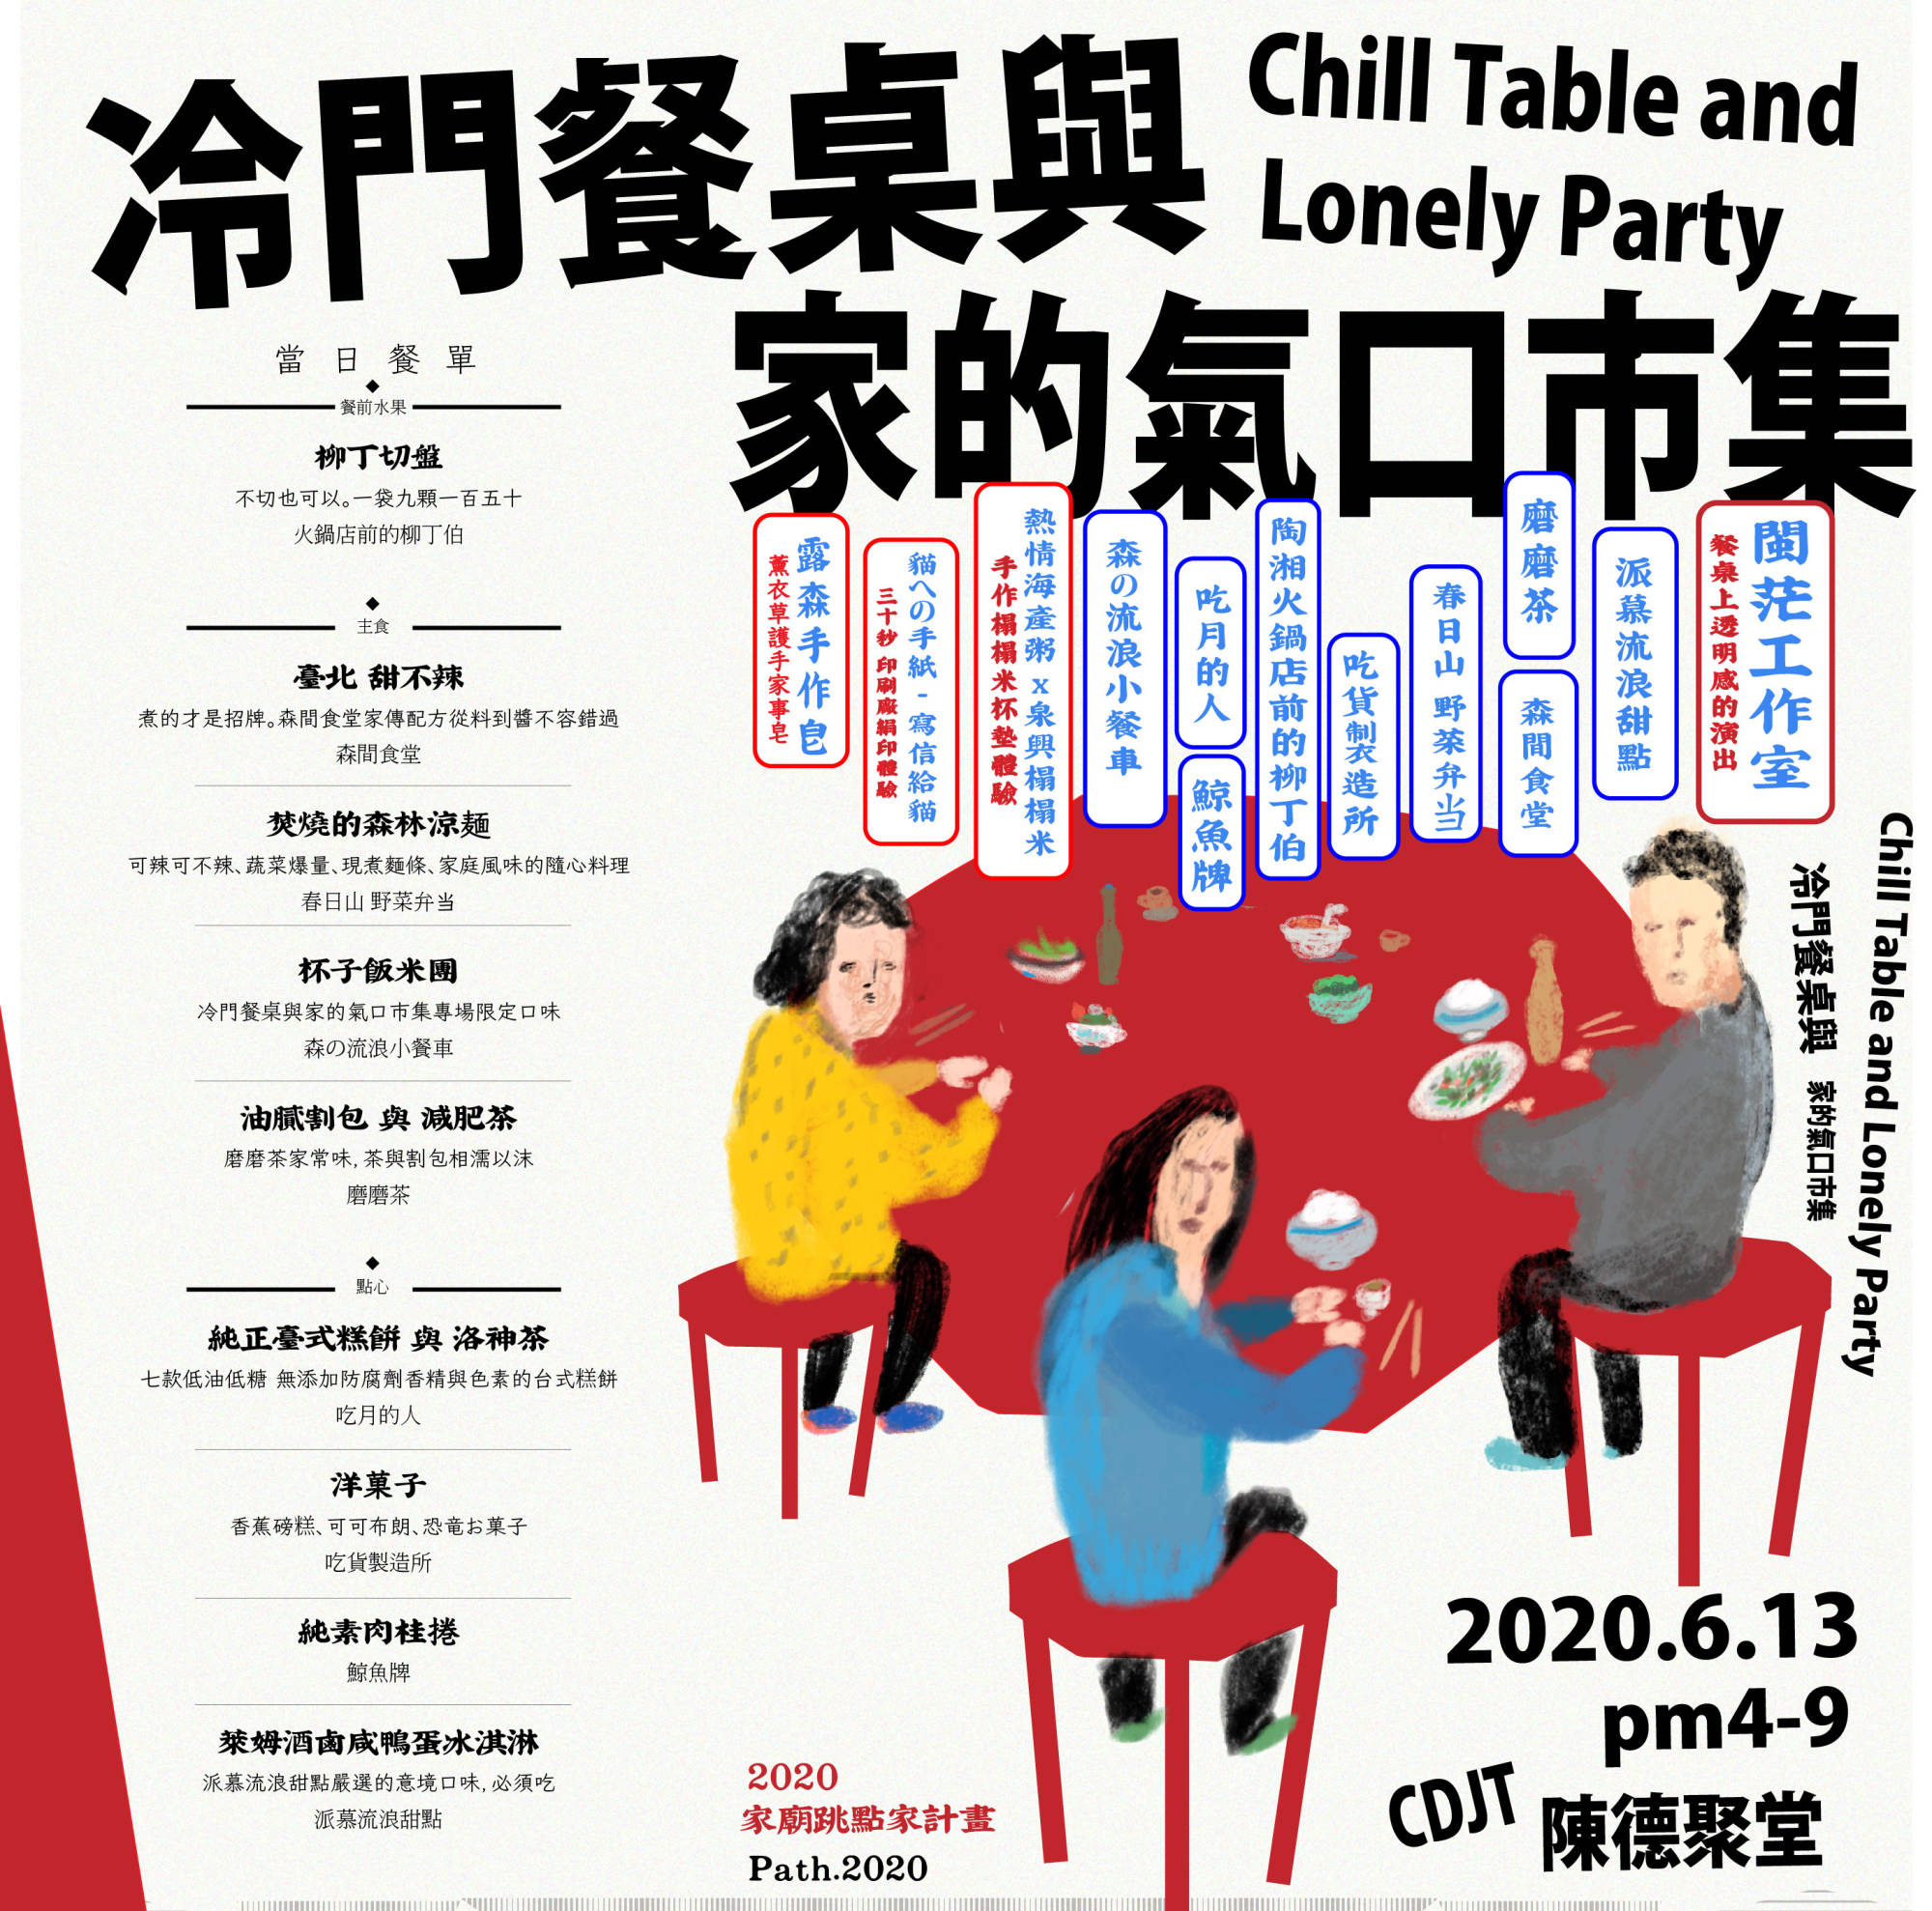 冷門餐桌與
Chill Table and
Lonely Party
家的氣口市集
當日餐單
餐前水果
柳丁切盤
不切也可以。一袋九顆一百五十
火鍋店前的柳丁伯
主食
臺北 甜不辣
煮的才是招牌。森間食堂家傳配方從料到醬不容錯過
森間食堂
焚燒的森林涼麵
可辣可不辣、蔬菜爆量、現煮麵條、家庭風味的隨心料理
春日山 野菜弁当
杯子飯米團
冷門餐桌與家的氣口市集專場限定口味
森の流浪小餐車
油膩割包 與 減肥茶
磨磨茶家常味, 茶與割包相濡以沫
磨磨茶
點心
純正臺式糕餅 與 洛神茶
七款低油低糖 無添加防腐劑香精與色素的台式糕餅
吃月的人
洋菓子
香蕉磅糕、可可布朗、恐竜お菓子
吃貨製造所
純素肉桂捲
鯨魚牌
萊姆酒鹵咸鴨蛋冰淇淋
派慕流浪甜點嚴選的意境口味, 必須吃
派慕流浪甜點
閩茫工作室
餐桌上透明感的演出
派慕流浪甜點
磨磨茶
森間食堂
春日山 野菜弁当
吃貨制衣造所
陶湘火鍋店前的柳丁伯
吃月的人
鯨魚牌
森の流浪小餐車
熱情海產粥 x 泉興榻榻米
手作榻榻米杯墊體驗
貓への手紙 - 寫信給貓
三十秒 印刷廠絹印體驗
露森手作皂
薰衣草護手家事皂
Chill Table and Lonely Party
冷門餐桌與 家的氣口市集
2020.6.13
pm4-9
CDJT 陳德聚堂
2020
家廟跳點家計畫
Path.2020